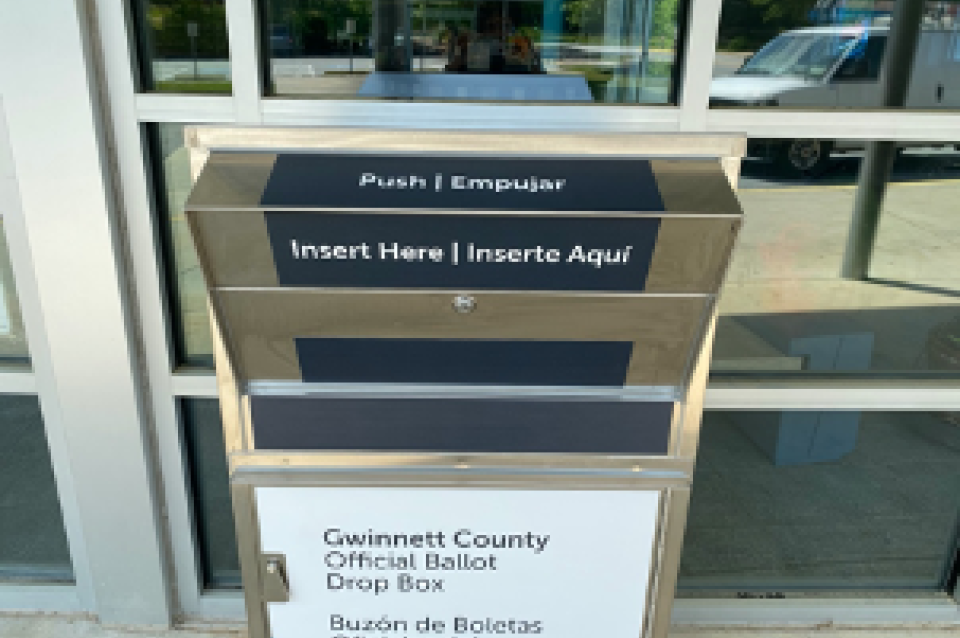 Push | Empujar
Insert Here | Inserte Aquí
Gwinnett County
Official Ballot
Drop Box
Buzón de Boletas